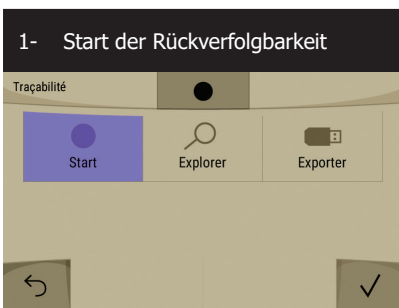 1- Start der Rückverfolgbarkeit
Traçabilité
Start Explorer Exporter